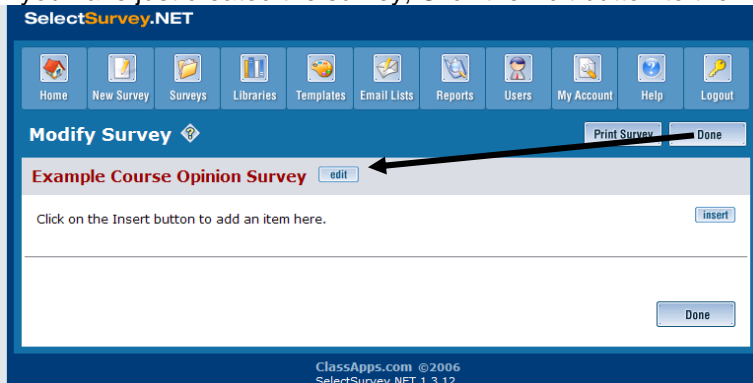 SelectSurvey.NET
Home New Survey Surveys Libraries Templates Email Lists Reports Users My Account Help Logout
Modify Survey Print Survey Done
Example Course Opinion Survey edit
Click on the Insert button to add an item here. insert
Done
ClassApps.com ©2006
SelectSurvey.NET 1.3.12